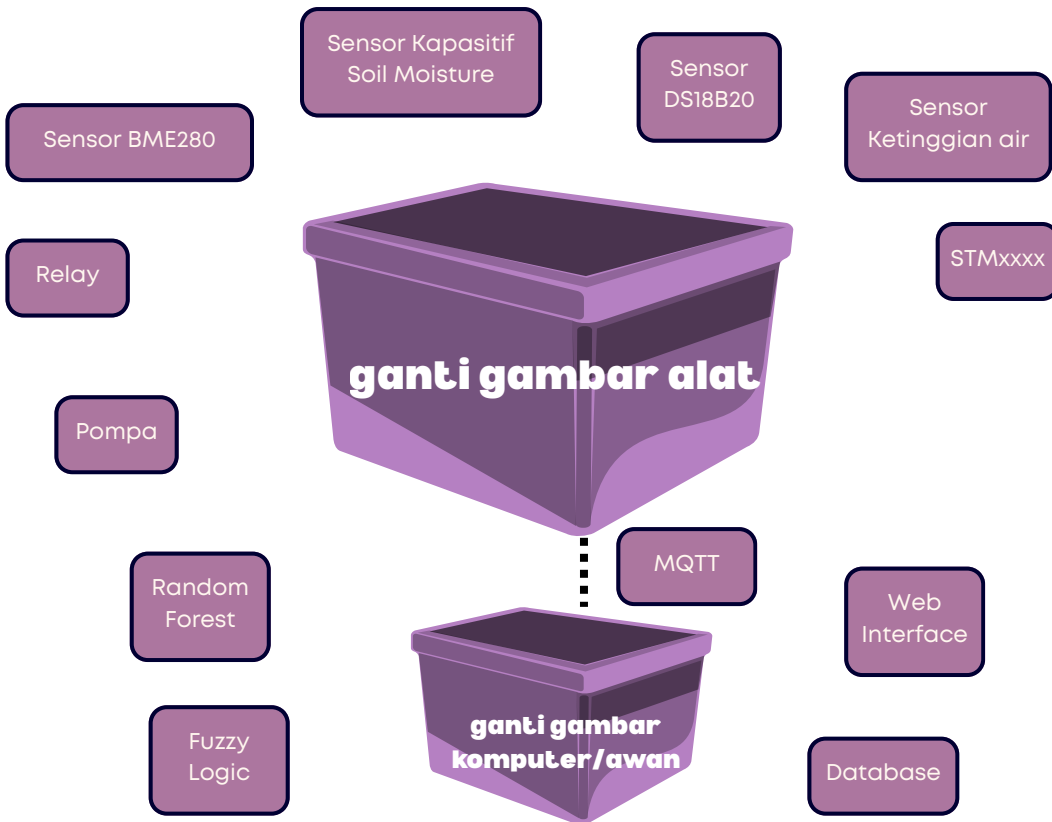 Sensor Kapasitif
Soil Moisture
Sensor
DS18B20
Sensor
Ketinggian air
Sensor BME280
Relay
STMxxxx
ganti gambar alat
Pompa
MQTT
Random
Forest
Web
Interface
Fuzzy
Logic
ganti gambar
komputer/awan
Database